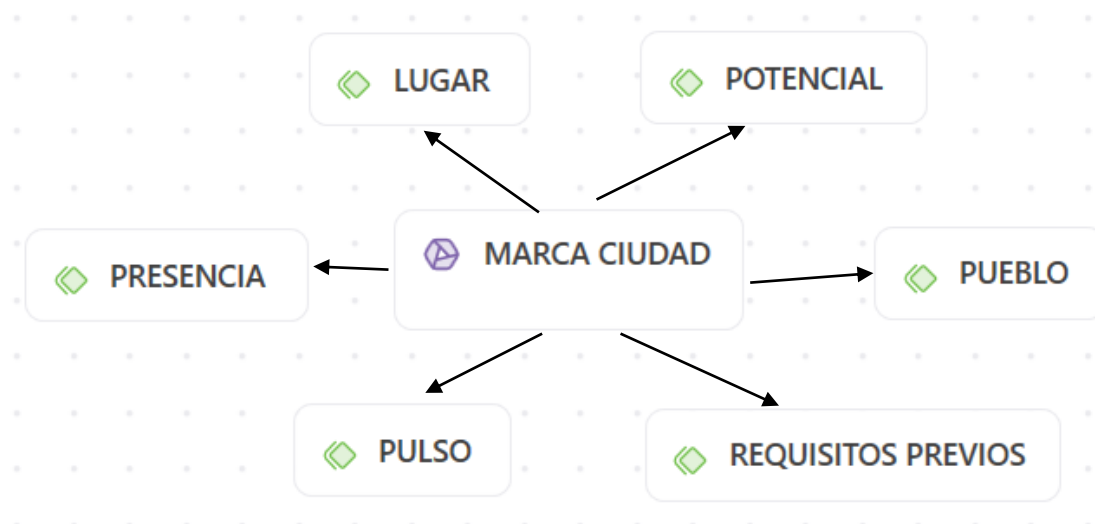 LUGAR
POTENCIAL
MARCA CIUDAD
PRESENCIA
PUEBLO
PULSO
REQUISITOS PREVIOS